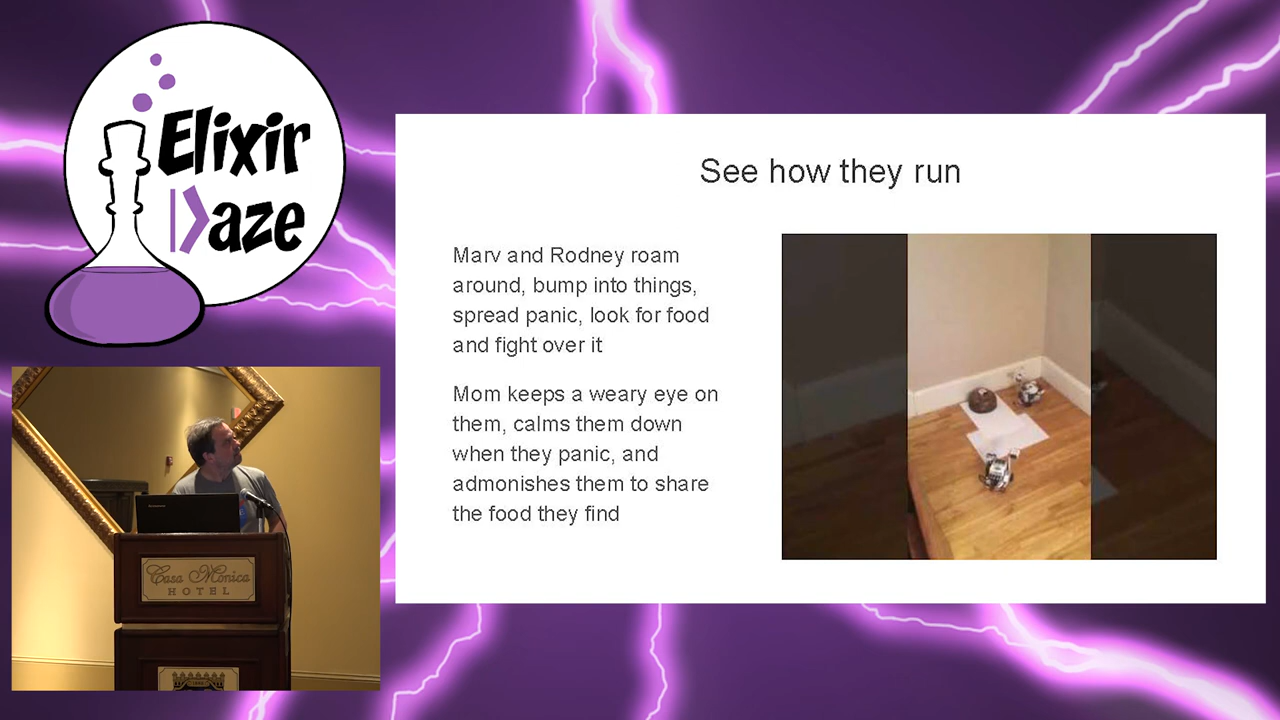 Elixir
Daze
See how they run
Marv and Rodney roam
around, bump into things,
spread panic, look for food
and fight over it
Mom keeps a weary eye on
them, calms them down
when they panic, and
admonishes them to share
the food they find
Casa Monica
HOTEL